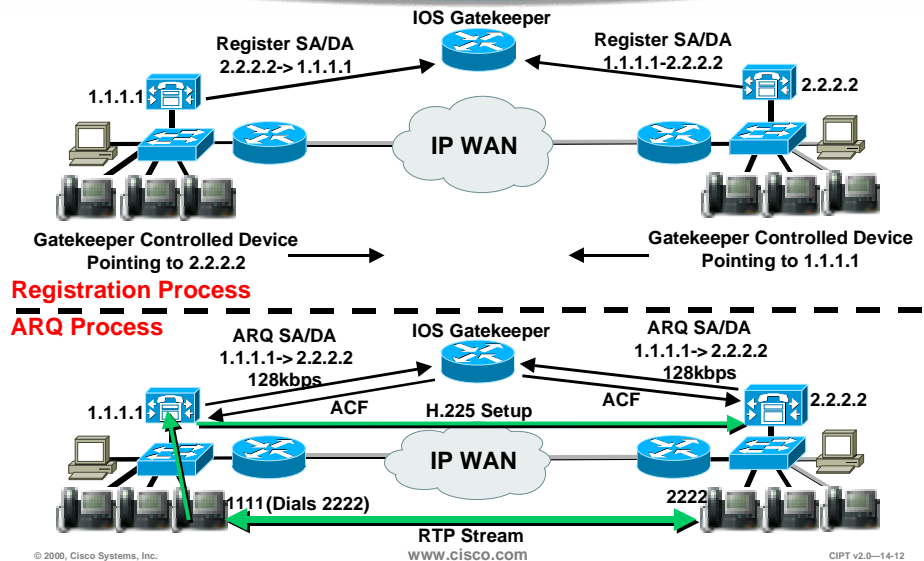 IOS Gatekeeper
Register SA/DA
2.2.2.2-> 1.1.1.1
Register SA/DA
1.1.1.1-2.2.2.2
1.1.1.1
2.2.2.2
IP WAN
Gatekeeper Controlled Device
Pointing to 2.2.2.2
Gatekeeper Controlled Device
Pointing to 1.1.1.1
Registration Process
ARQ Process
IOS Gatekeeper
ARQ SA/DA
1.1.1.1-> 2.2.2.2
128kbps
ARQ SA/DA
1.1.1.1-> 2.2.2.2
128kbps
ACF
ACF
1.1.1.1
H.225 Setup
2.2.2.2
IP WAN
1111(Dials 2222)
2222
RTP Stream
© 2000, Cisco Systems, Inc.
www.cisco.com
CIPT v2.0—14-12